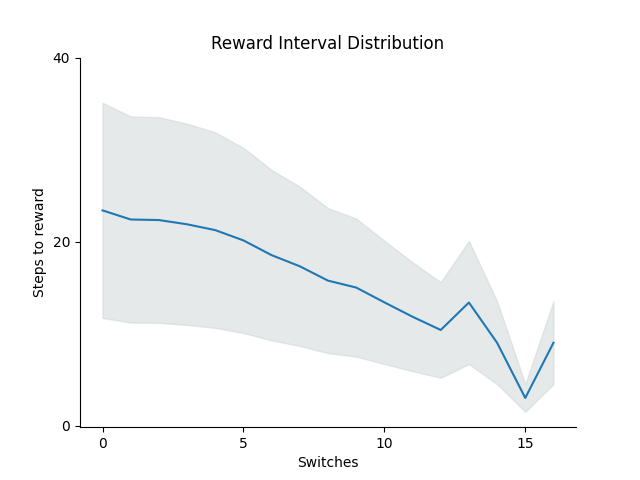 Reward Interval Distribution
40
20
0
Steps to reward
0 5 10 15
Switches